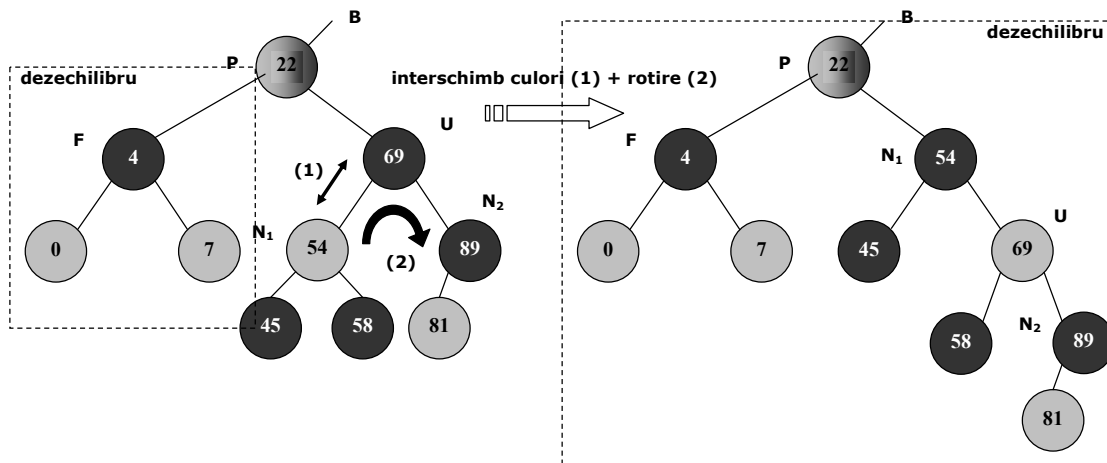 B
dezechilibru
P
22
dezechilibru
P
22
interschimb culori (1) + rotire (2)
U
F
4
69
(1)
F
4
N₁
54
N₂
0
7
N₁
54
(2)
89
0
7
45
U
69
45
58
81
58
N₂
89
81
B